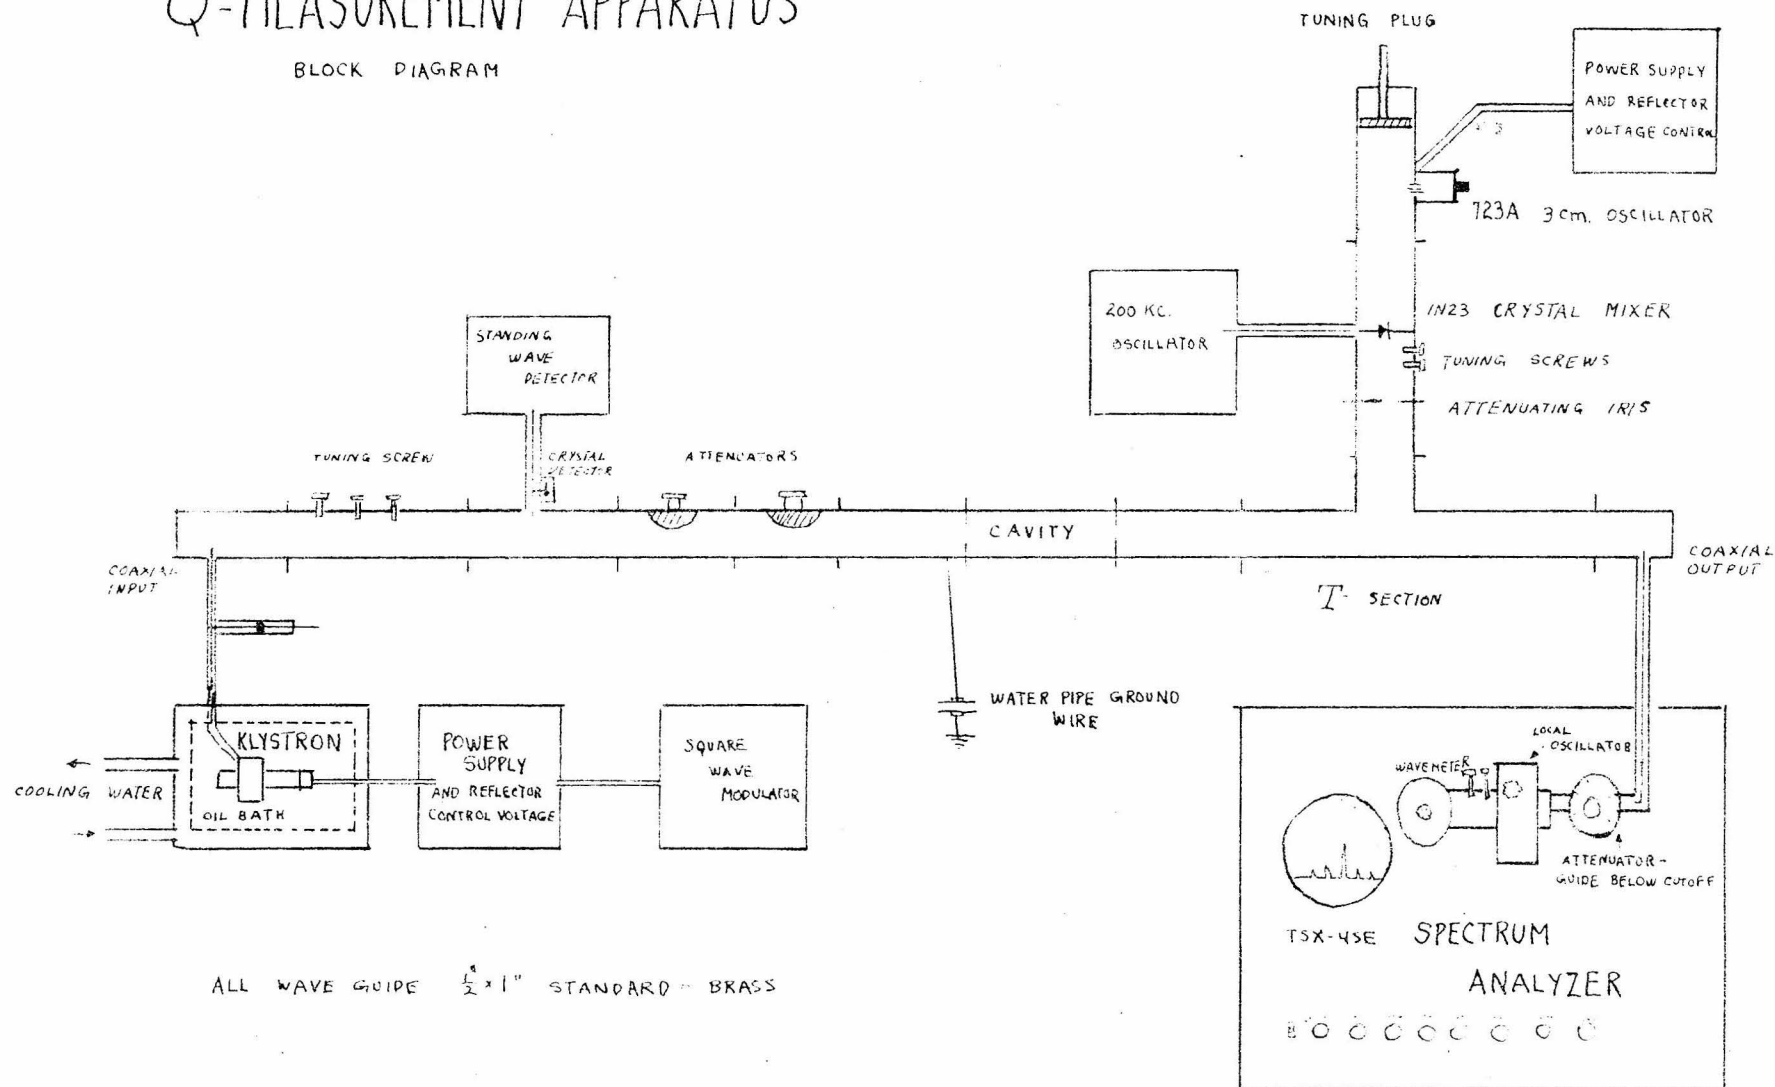 Q-MEASUREMENT APPARATUS
BLOCK DIAGRAM
TUNING PLUG
POWER SUPPLY
AND REFLECTOR
VOLTAGE CONTROL
723A 3 cm. OSCILLATOR
200 KC.
OSCILLATOR
1N23 CRYSTAL MIXER
TUNING SCREWS
ATTENUATING IRIS
STANDING
WAVE
DETECTOR
TUNING SCREW
CRYSTAL
DETECTOR
ATTENUATORS
CAVITY
COAXIAL
INPUT
COAXIAL
OUTPUT
T- SECTION
WATER PIPE GROUND
WIRE
KLYSTRON
OIL BATH
COOLING WATER
POWER
SUPPLY
AND REFLECTOR
CONTROL VOLTAGE
SQUARE
WAVE
MODULATOR
LOCAL
OSCILLATOR
WAVEMETER
ATTENUATOR-
GUIDE BELOW CUTOFF
TSX-4SE SPECTRUM
ANALYZER
ALL WAVE GUIDE ½" × 1" STANDARD - BRASS